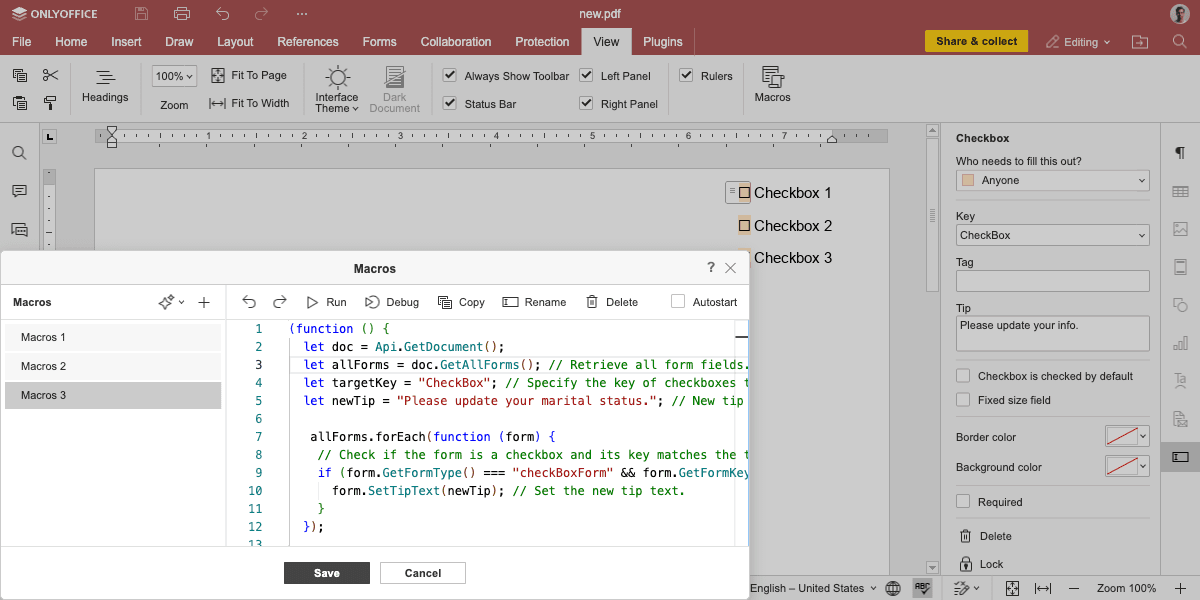 ONLYOFFICE
new.pdf
File Home Insert Draw Layout References Forms Collaboration Protection View Plugins
Share & collect
Editing
Headings
100%
Zoom
Fit To Page
Fit To Width
Interface Theme
Dark Document
Always Show Toolbar
Status Bar
Left Panel
Right Panel
Rulers
Macros
1 2 3 4 5 6 7
Checkbox 1
Checkbox 2
Checkbox 3
Macros
?
Macros
Run Debug Copy Rename Delete Autostart
Macros 1
Macros 2
Macros 3
1 (function () {
2 let doc = Api.GetDocument();
3 let allForms = doc.GetAllForms(); // Retrieve all form fields.
4 let targetKey = "CheckBox"; // Specify the key of checkboxes t
5 let newTip = "Please update your marital status."; // New tip
6
7 allForms.forEach(function (form) {
8 // Check if the form is a checkbox and its key matches the t
9 if (form.GetFormType() === "checkBoxForm" && form.GetFormKey
10 form.SetTipText(newTip); // Set the new tip text.
11 }
12 });
13
Save
Cancel
Checkbox
Who needs to fill this out?
Anyone
Key
CheckBox
Tag
Tip
Please update your info.
Checkbox is checked by default
Fixed size field
Border color
Background color
Required
Delete
Lock
English – United States
ABC
Zoom 100%